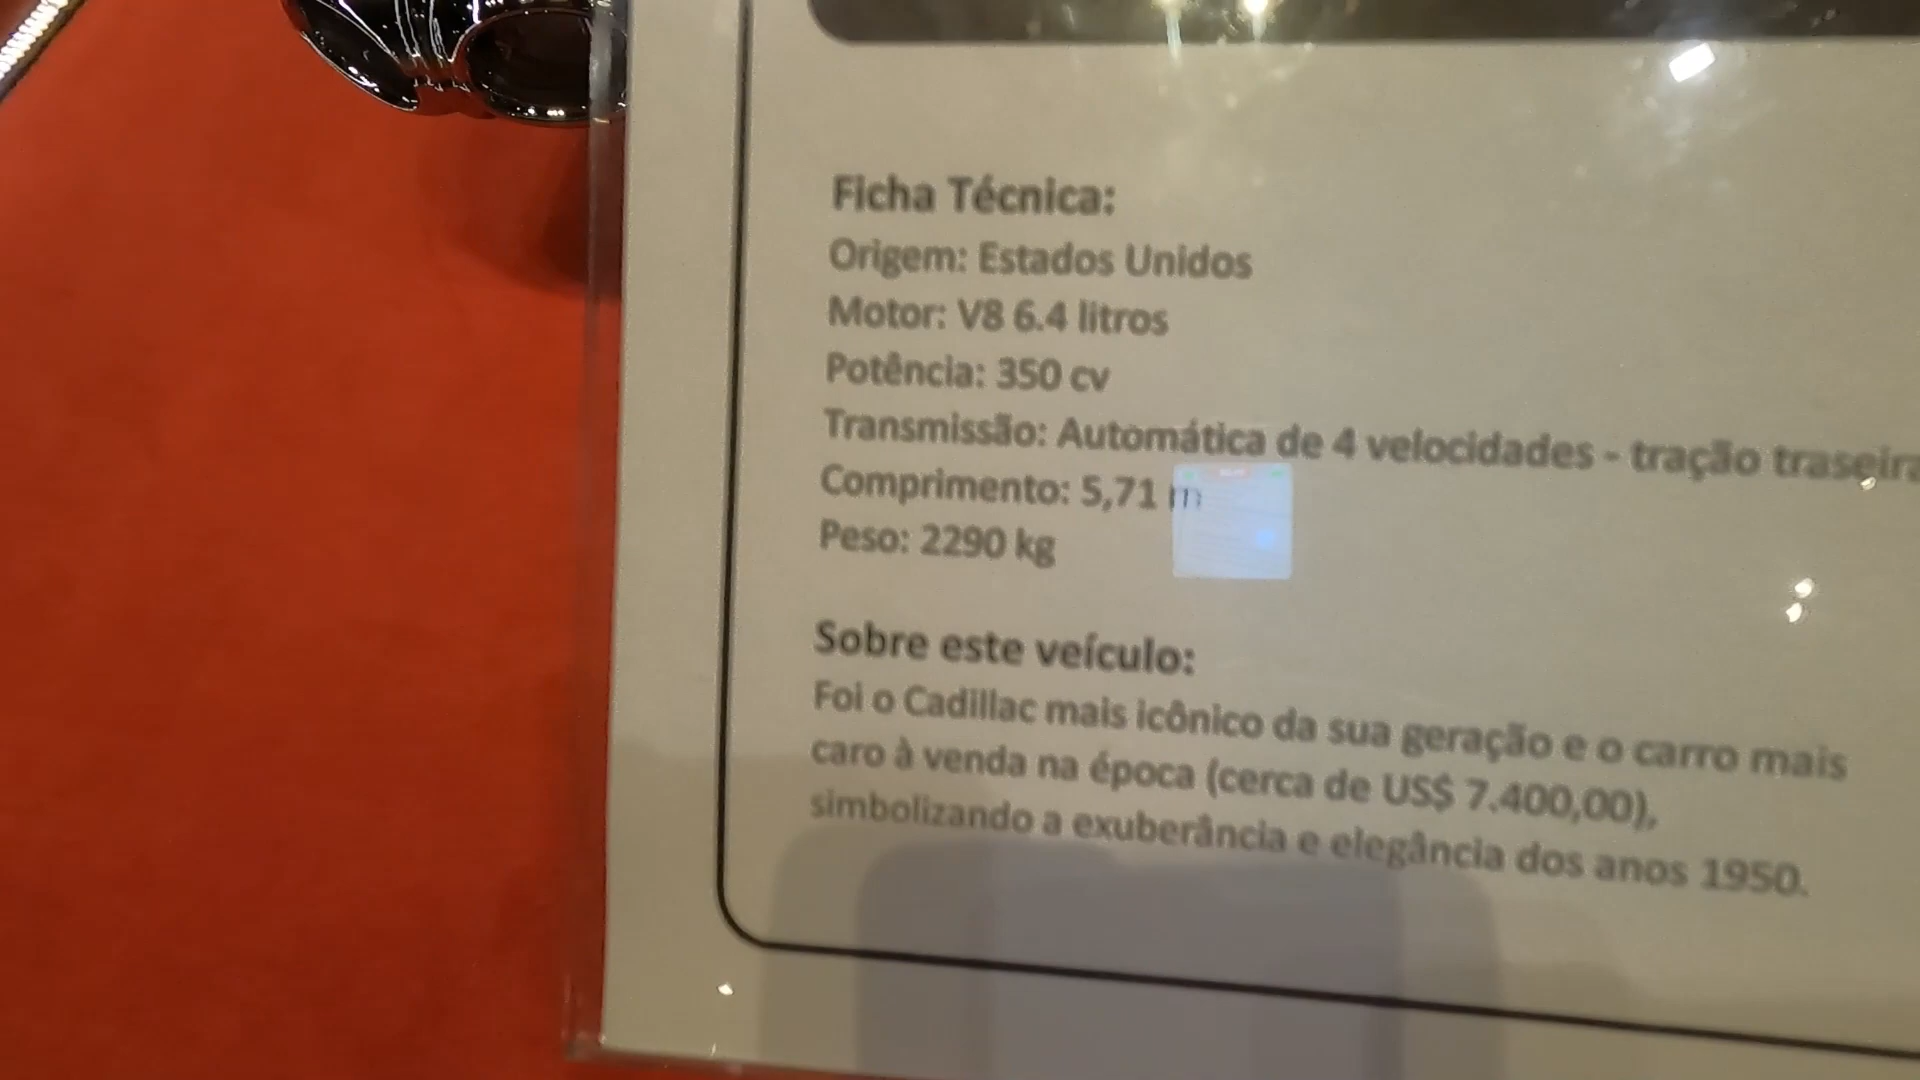 Ficha Técnica:
Origem: Estados Unidos
Motor: V8 6.4 litros
Potência: 350 cv
Transmissão: Automática de 4 velocidades - tração traseira
Comprimento: 5,71 m
Peso: 2290 kg
Sobre este veículo:
Foi o Cadillac mais icônico da sua geração e o carro mais
caro à venda na época (cerca de US$ 7.400,00),
simbolizando a exuberância e elegância dos anos 1950.